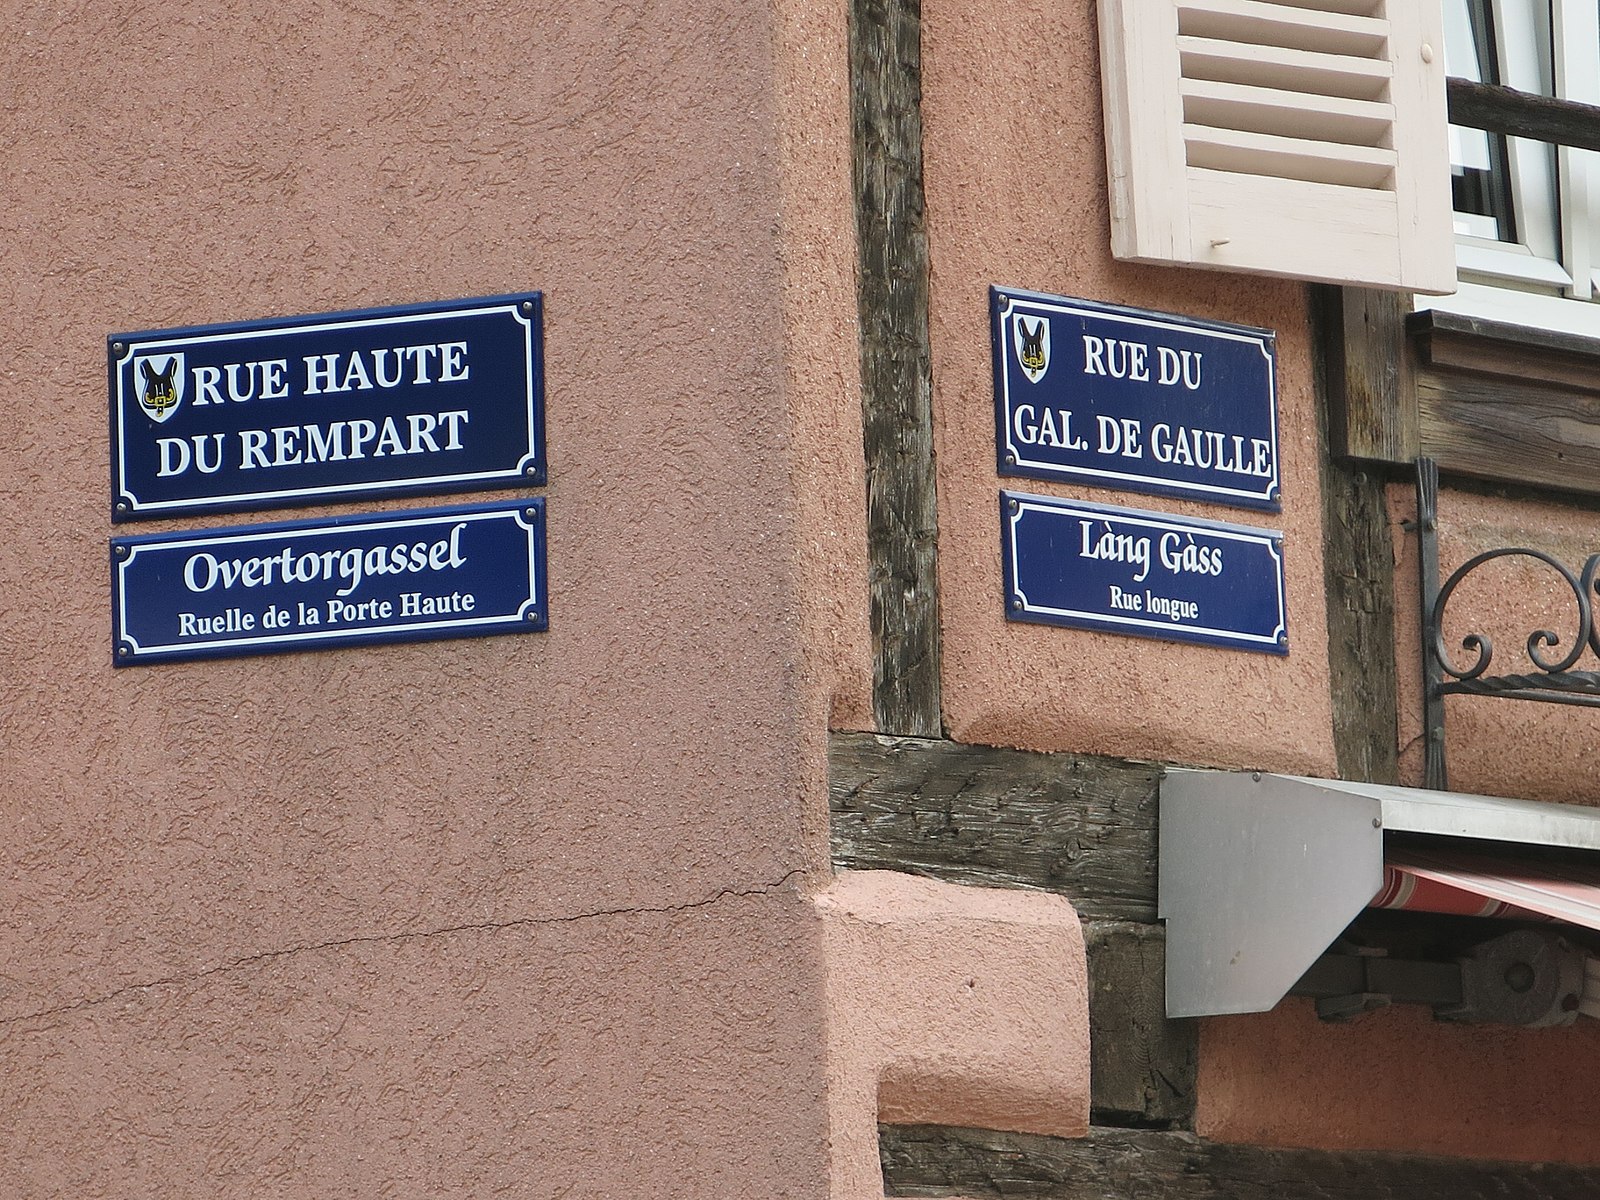 RUE HAUTE
DU REMPART
Overtorgassel
Ruelle de la Porte Haute
RUE DU
GAL. DE GAULLE
Làng Gàss
Rue longue